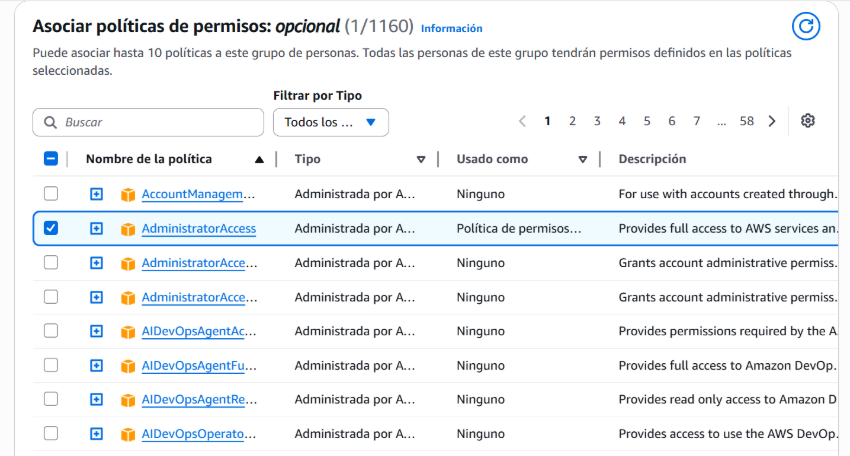 Asociar políticas de permisos: opcional (1/1160) Información
Puede asociar hasta 10 políticas a este grupo de personas. Todas las personas de este grupo tendrán permisos definidos en las políticas
seleccionadas.
Filtrar por Tipo
Buscar Todos los ... 1 2 3 4 5 6 7 ... 58
Nombre de la política Tipo Usado como Descripción
AccountManagem... Administrada por A... Ninguno For use with accounts created through...
AdministratorAccess Administrada por A... Política de permisos... Provides full access to AWS services an...
AdministratorAcce... Administrada por A... Ninguno Grants account administrative permiss...
AdministratorAcce... Administrada por A... Ninguno Grants account administrative permiss...
AIDevOpsAgentAc... Administrada por A... Ninguno Provides permissions required by the A...
AIDevOpsAgentFu... Administrada por A... Ninguno Provides full access to Amazon DevOp...
AIDevOpsAgentRe... Administrada por A... Ninguno Provides read only access to Amazon D...
AIDevOpsOperato... Administrada por A... Ninguno Provides access to use the AWS DevOp...